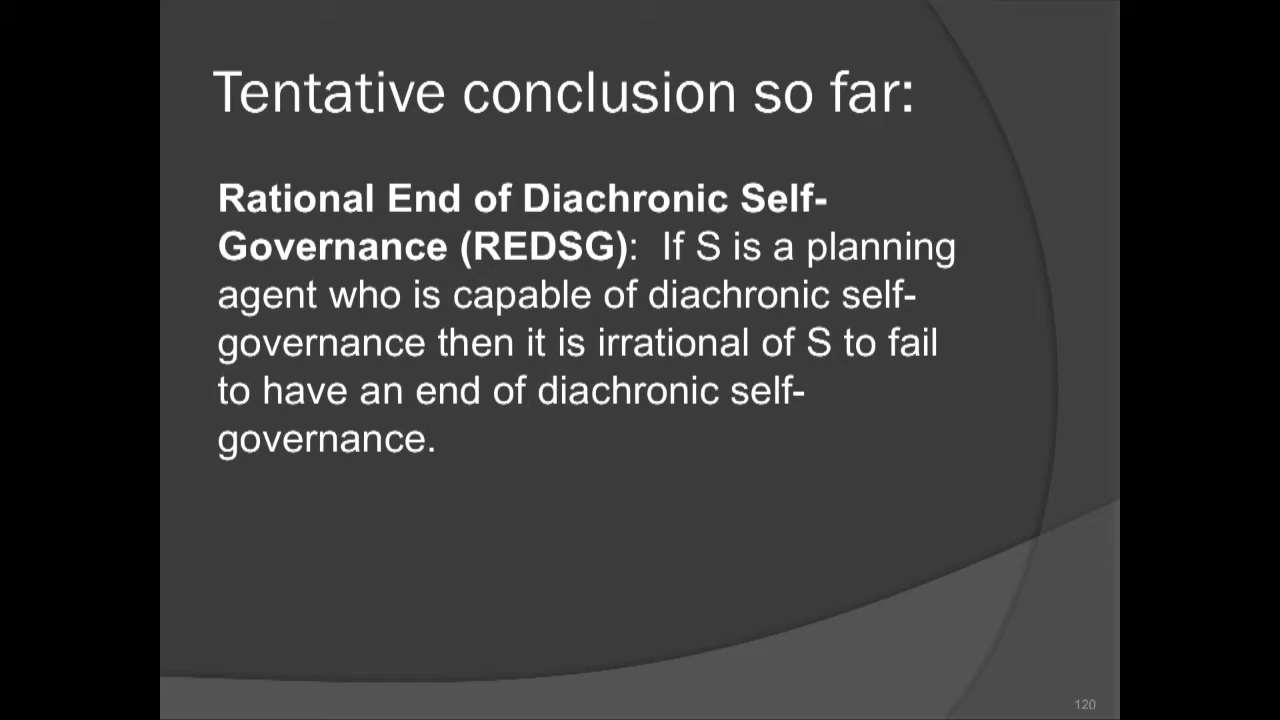 Tentative conclusion so far:
Rational End of Diachronic Self-
Governance (REDSG):  If S is a planning
agent who is capable of diachronic self-
governance then it is irrational of S to fail
to have an end of diachronic self-
governance.
120